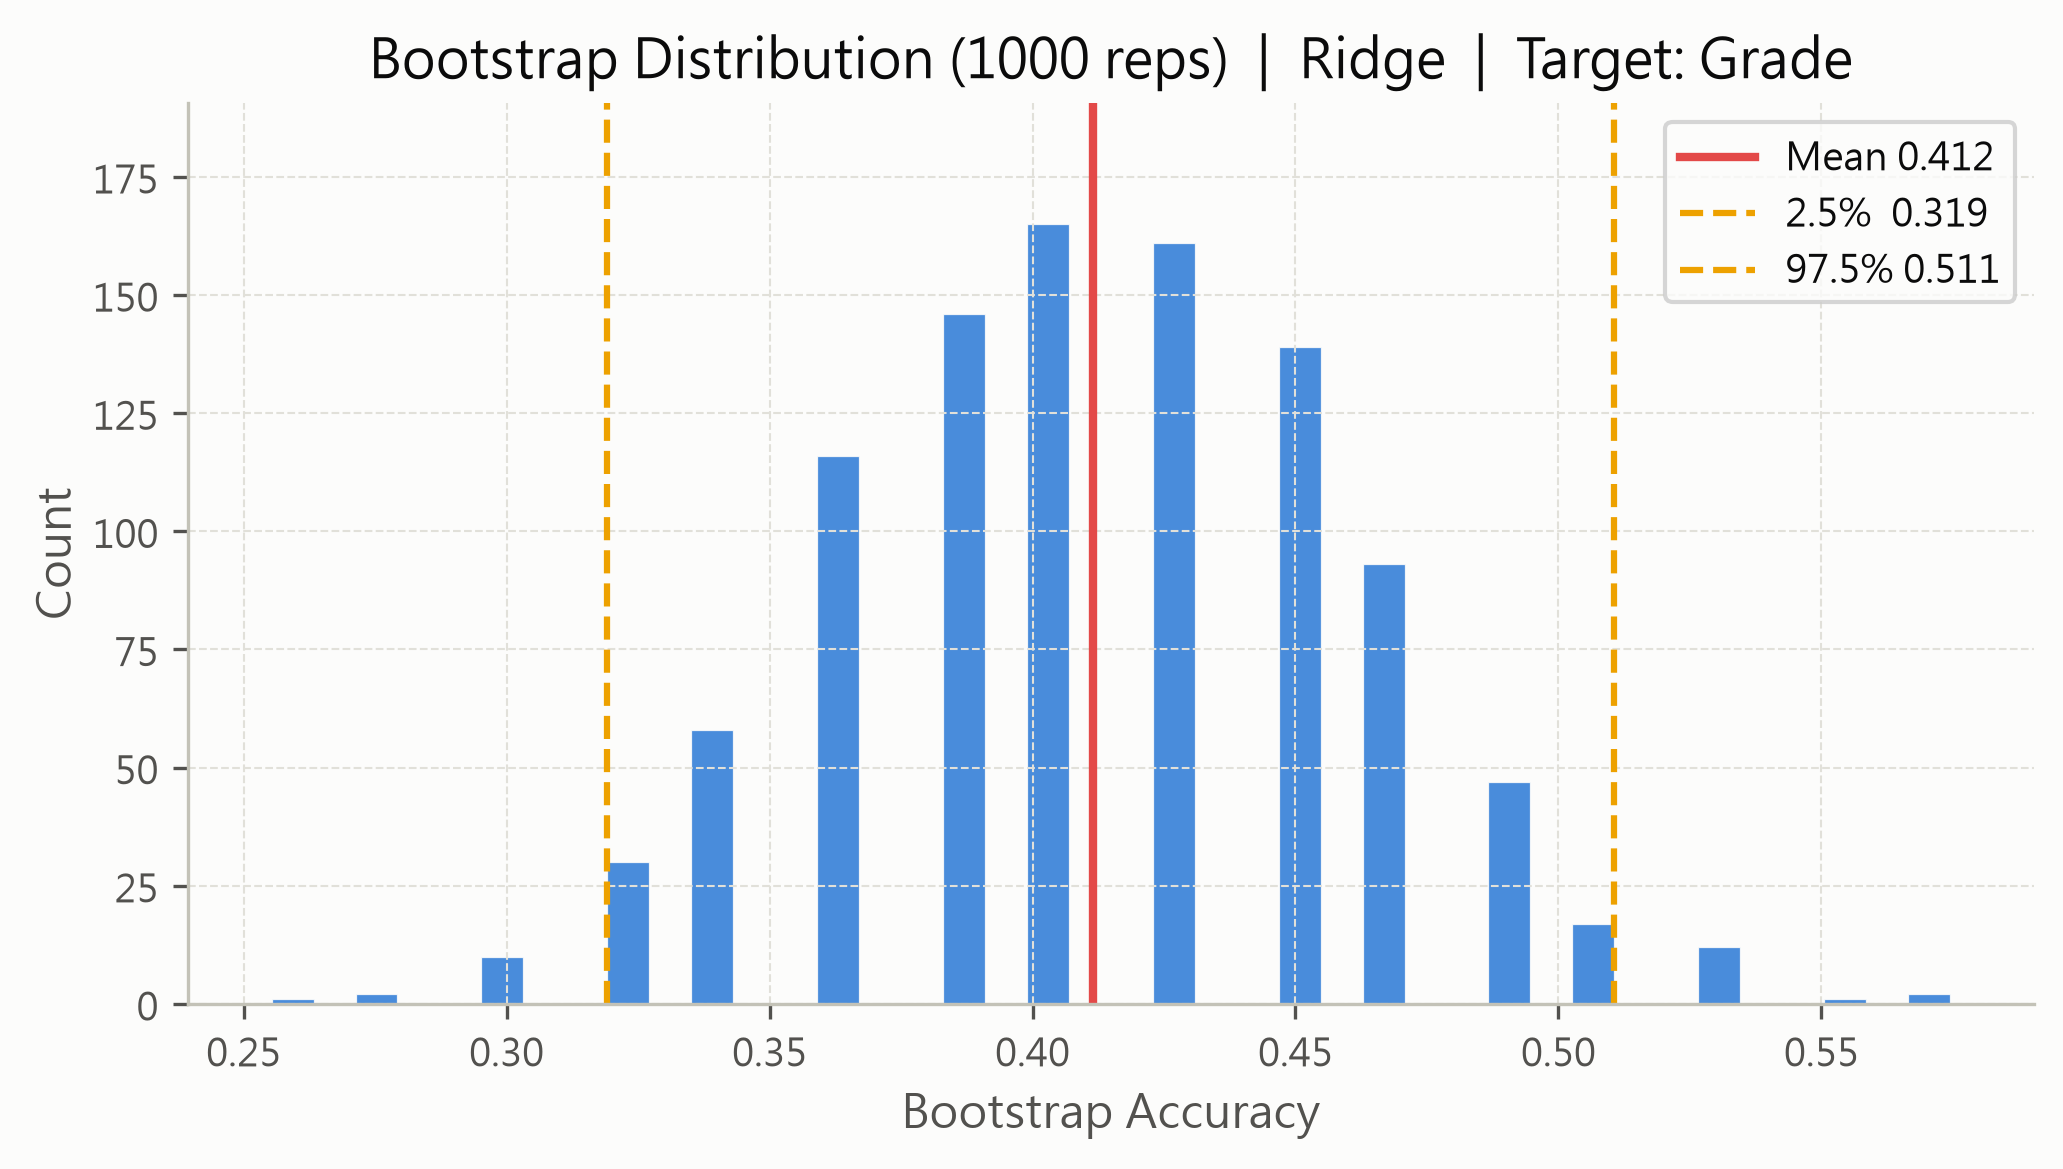 Bootstrap Distribution (1000 reps) | Ridge | Target: Grade
Mean 0.412
2.5% 0.319
97.5% 0.511
175
150
125
100
75
50
25
0
Count
0.25 0.30 0.35 0.40 0.45 0.50 0.55
Bootstrap Accuracy